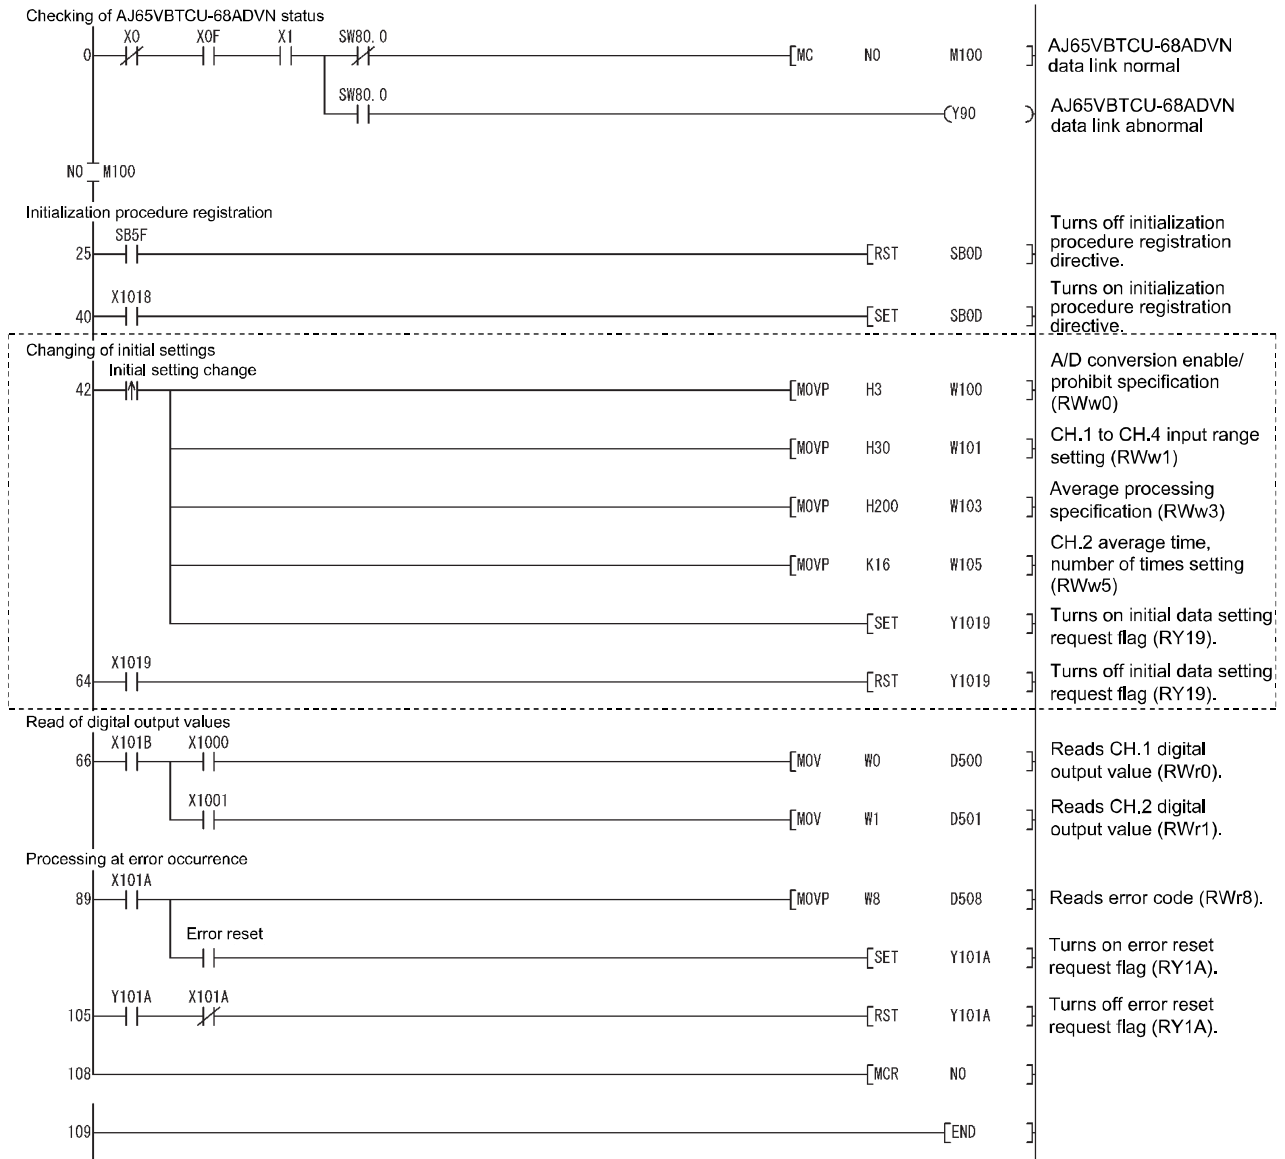 Checking of AJ65VBTCU-68ADVN status
X0 X0F X1 SW80.0
0 MC N0 M100
AJ65VBTCU-68ADVN
data link normal
SW80.0
Y90
AJ65VBTCU-68ADVN
data link abnormal
N0 M100
Initialization procedure registration
SB5F
25 RST SB0D
Turns off initialization
procedure registration
directive.
X1018
40 SET SB0D
Turns on initialization
procedure registration
directive.
Changing of initial settings
Initial setting change
42 MOVP H3 W100
A/D conversion enable/
prohibit specification
(RWw0)
MOVP H30 W101
CH.1 to CH.4 input range
setting (RWw1)
MOVP H200 W103
Average processing
specification (RWw3)
MOVP K16 W105
CH.2 average time,
number of times setting
(RWw5)
SET Y1019
Turns on initial data setting
request flag (RY19).
X1019
64 RST Y1019
Turns off initial data setting
request flag (RY19).
Read of digital output values
X101B X1000
66 MOV W0 D500
Reads CH.1 digital
output value (RWr0).
X1001
MOV W1 D501
Reads CH.2 digital
output value (RWr1).
Processing at error occurrence
X101A
89 MOVP W8 D508
Reads error code (RWr8).
Error reset
SET Y101A
Turns on error reset
request flag (RY1A).
Y101A X101A
105 RST Y101A
Turns off error reset
request flag (RY1A).
108 MCR N0
109 END